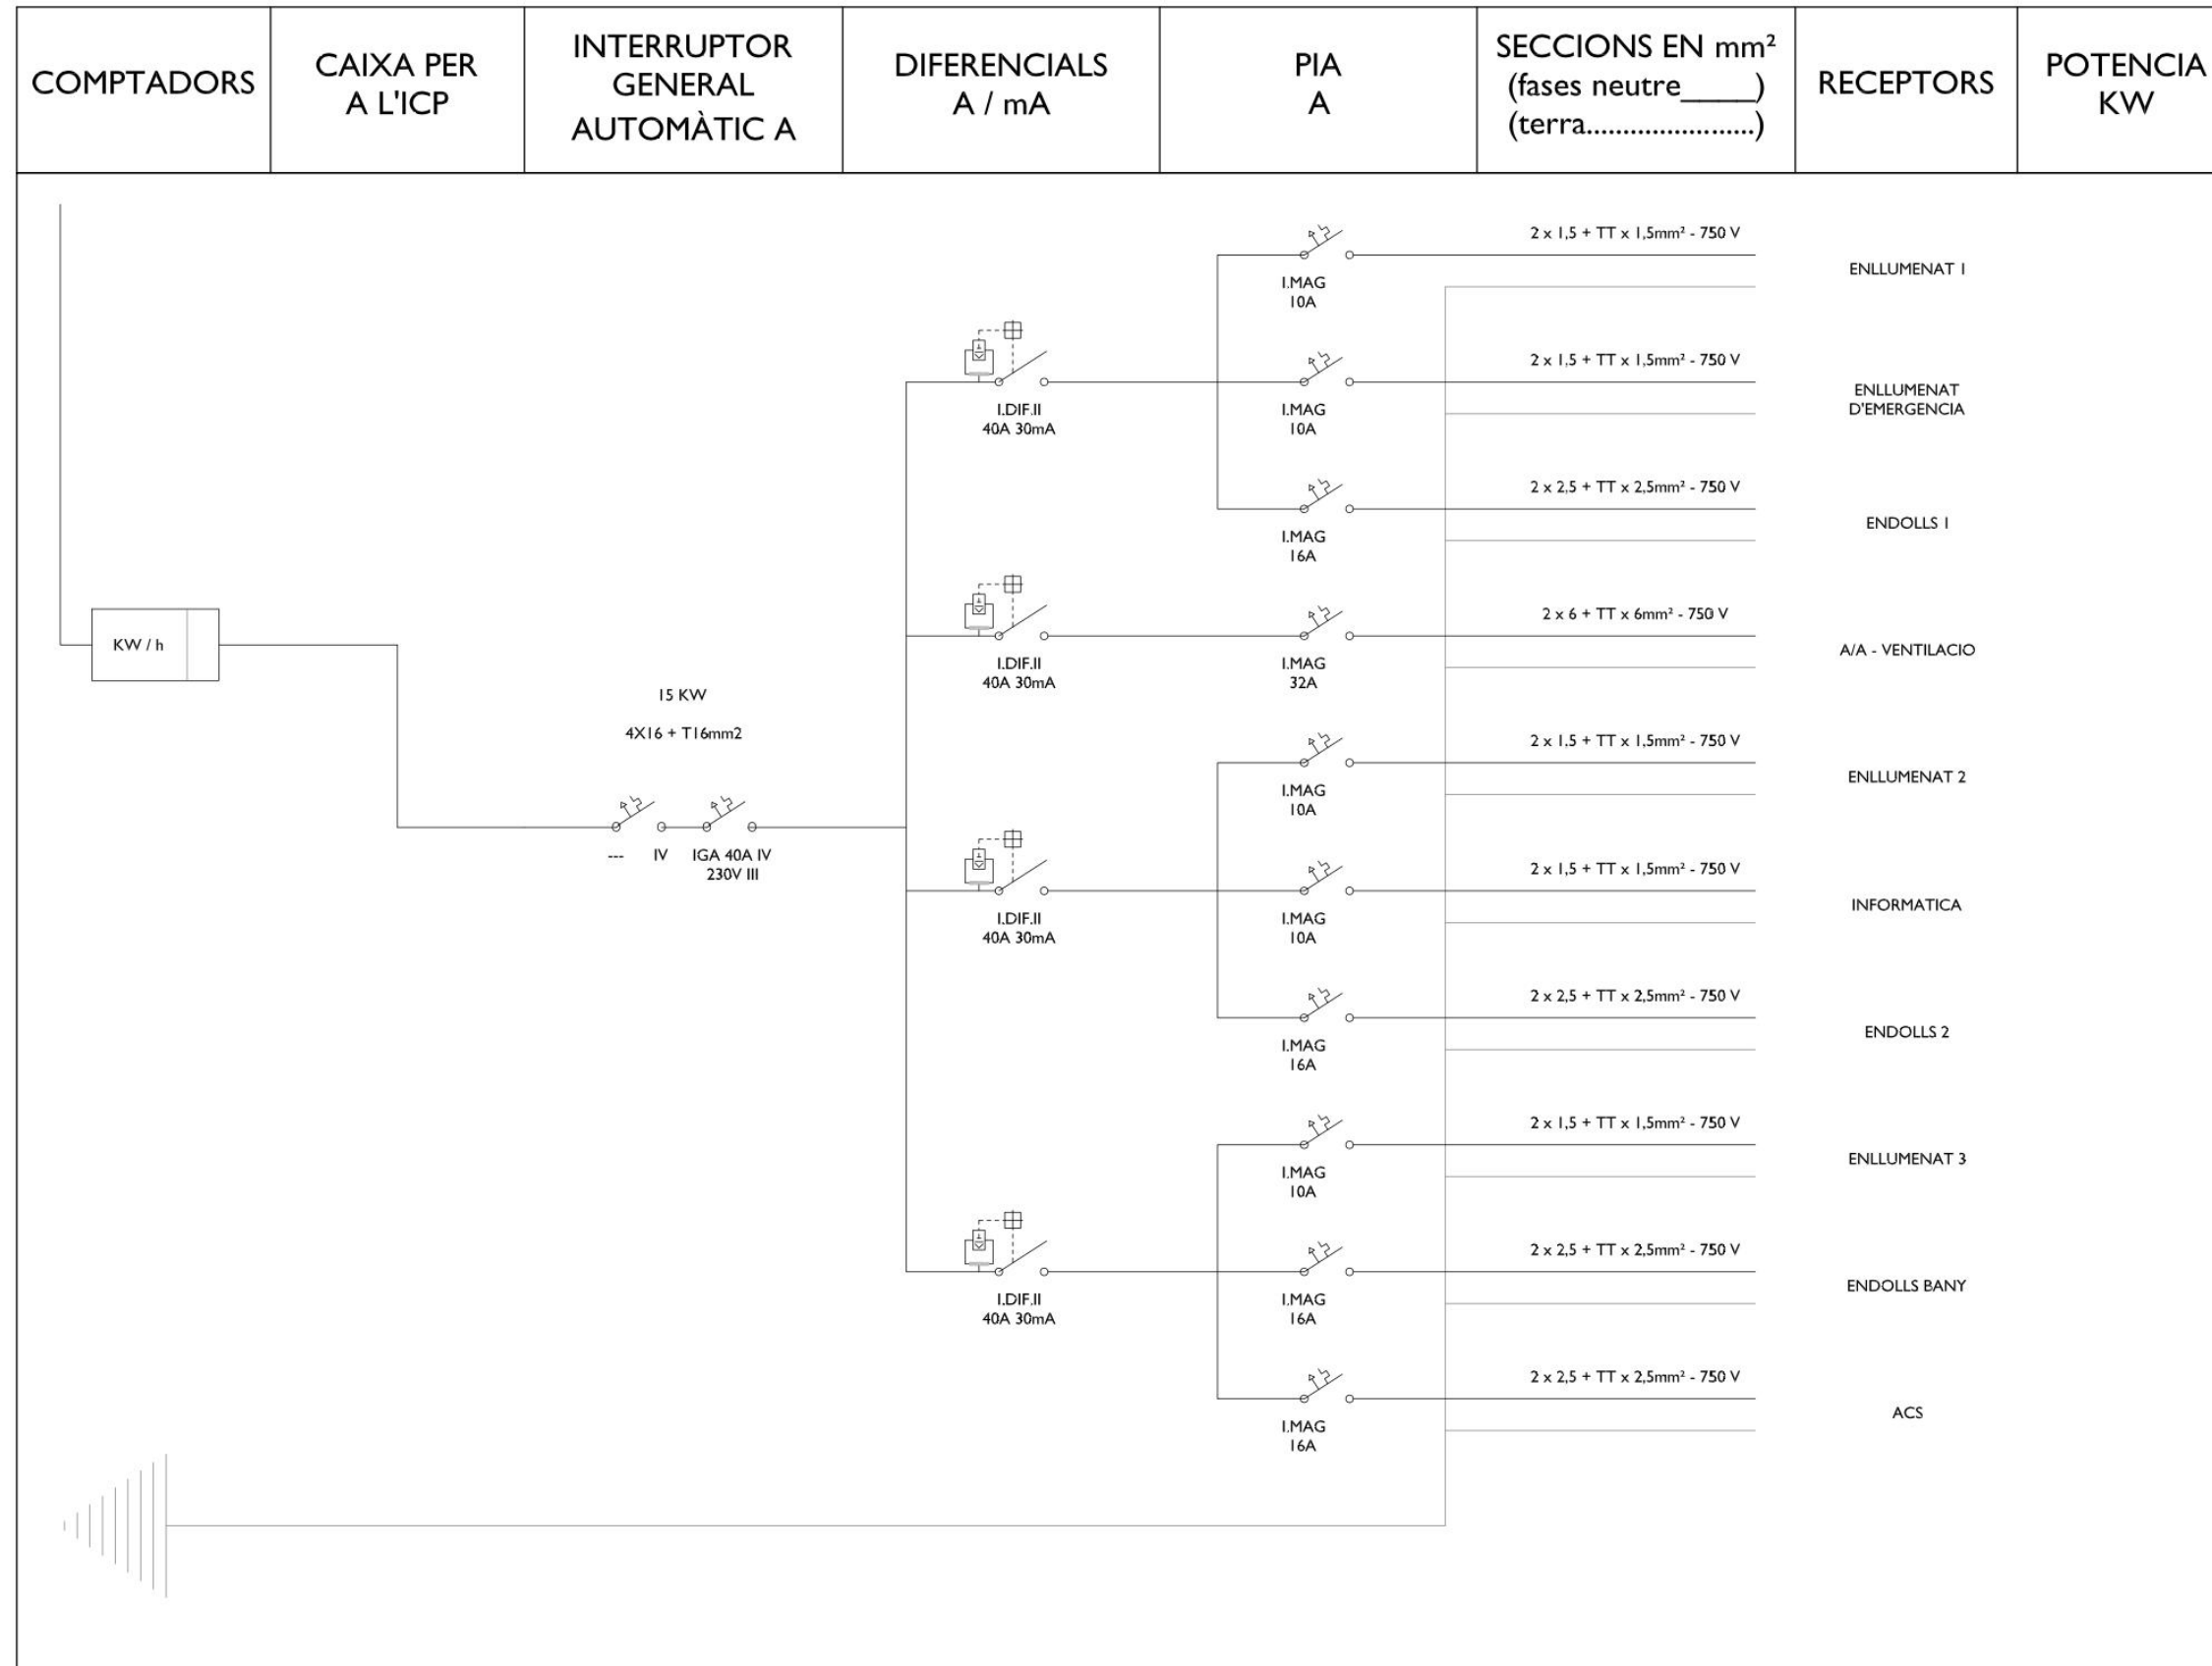 COMPTADORS
CAIXA PER
A L'ICP
INTERRUPTOR
GENERAL
AUTOMÀTIC A
DIFERENCIALS
A / mA
PIA
A
SECCIONS EN mm²
(fases neutre_____)
(terra.......................)
RECEPTORS
POTENCIA
KW
2 x 1,5 + TT x 1,5mm² - 750 V
I.MAG
10A
ENLLUMENAT 1
I.DIF.II
40A 30mA
2 x 1,5 + TT x 1,5mm² - 750 V
I.MAG
10A
ENLLUMENAT
D'EMERGENCIA
2 x 2,5 + TT x 2,5mm² - 750 V
I.MAG
16A
ENDOLLS 1
KW / h
I.DIF.II
40A 30mA
2 x 6 + TT x 6mm² - 750 V
I.MAG
32A
A/A - VENTILACIO
15 KW
4X16 + T16mm2
--- IV
IGA 40A IV
230V III
2 x 1,5 + TT x 1,5mm² - 750 V
I.MAG
10A
ENLLUMENAT 2
I.DIF.II
40A 30mA
2 x 1,5 + TT x 1,5mm² - 750 V
I.MAG
10A
INFORMATICA
2 x 2,5 + TT x 2,5mm² - 750 V
I.MAG
16A
ENDOLLS 2
2 x 1,5 + TT x 1,5mm² - 750 V
I.MAG
10A
ENLLUMENAT 3
I.DIF.II
40A 30mA
2 x 2,5 + TT x 2,5mm² - 750 V
I.MAG
16A
ENDOLLS BANY
2 x 2,5 + TT x 2,5mm² - 750 V
I.MAG
16A
ACS